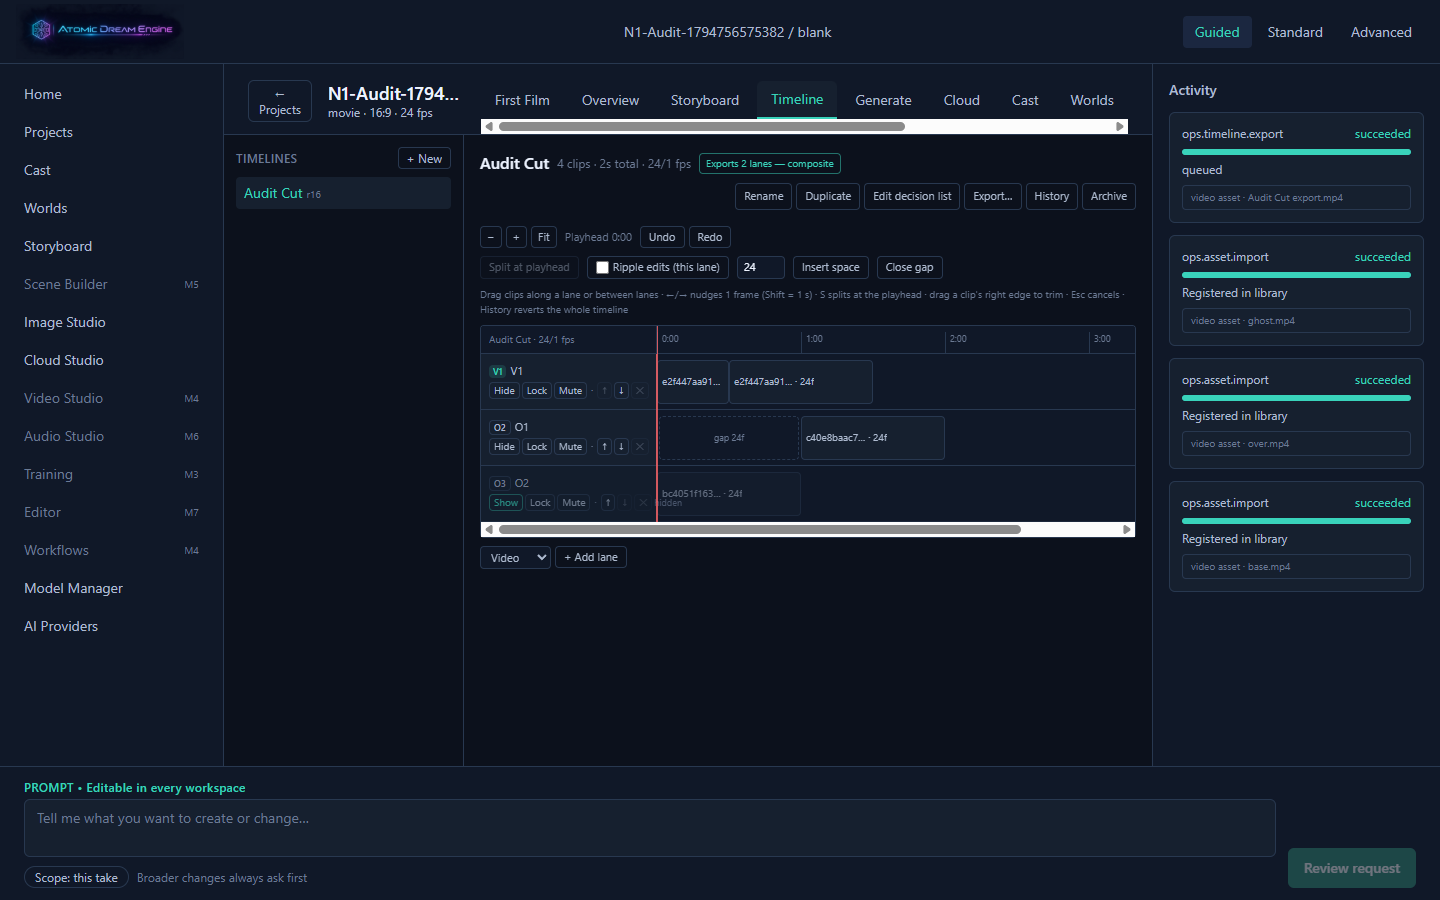 ATOMIC DREAM ENGINE
N1-Audit-1794756575382 / blank
Guided Standard Advanced
Home
Projects
Cast
Worlds
Storyboard
Scene Builder M5
Image Studio
Cloud Studio
Video Studio M4
Audio Studio M6
Training M3
Editor M7
Workflows M4
Model Manager
AI Providers
← Projects
N1-Audit-1794...
movie · 16:9 · 24 fps
First Film Overview Storyboard Timeline Generate Cloud Cast Worlds
TIMELINES + New
Audit Cut r16
Audit Cut 4 clips · 2s total · 24/1 fps Exports 2 lanes — composite
Rename Duplicate Edit decision list Export... History Archive
− + Fit Playhead 0:00 Undo Redo
Split at playhead Ripple edits (this lane) 24 Insert space Close gap
Drag clips along a lane or between lanes · ←/→ nudges 1 frame (Shift = 1 s) · S splits at the playhead · drag a clip's right edge to trim · Esc cancels ·
History reverts the whole timeline
Audit Cut · 24/1 fps 0:00 1:00 2:00 3:00
V1 V1
Hide Lock Mute - ↑ ↓ ×
e2f447aa91... e2f447aa91... · 24f
O2 O1
Hide Lock Mute - ↑ ↓ ×
gap 24f c40e8baac7... · 24f
O3 O2
Show Lock Mute - ↑ ↓ × hidden
bc4051f163... · 24f
Video + Add lane
Activity
ops.timeline.export succeeded
queued
video asset · Audit Cut export.mp4
ops.asset.import succeeded
Registered in library
video asset · ghost.mp4
ops.asset.import succeeded
Registered in library
video asset · over.mp4
ops.asset.import succeeded
Registered in library
video asset · base.mp4
PROMPT • Editable in every workspace
Tell me what you want to create or change...
Scope: this take Broader changes always ask first
Review request